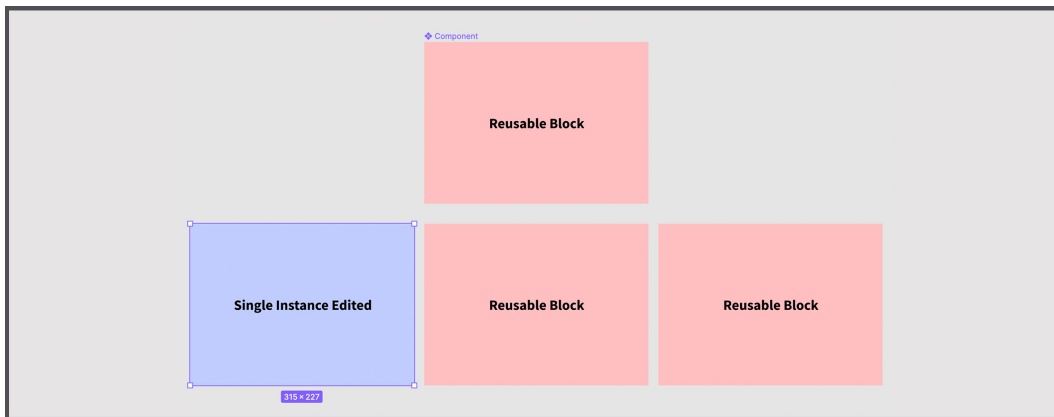 Component
Reusable Block
Single Instance Edited
Reusable Block
Reusable Block
315 × 227